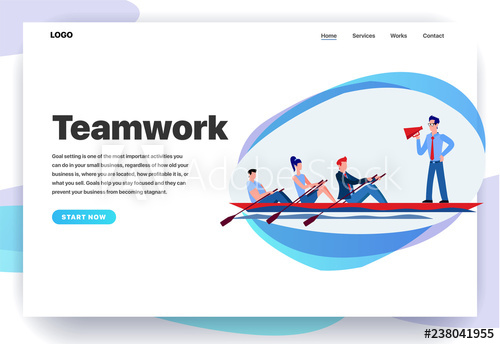 LOGO
Home Services Works Contact
Teamwork
Goal setting is one of the most important activities you
can do in your small business, regardless of how old your
business is, where you are located, how profitable it is, or
what you sell. Goals help you stay focused and they can
prevent your business from becoming stagnant.
START NOW
#238041955